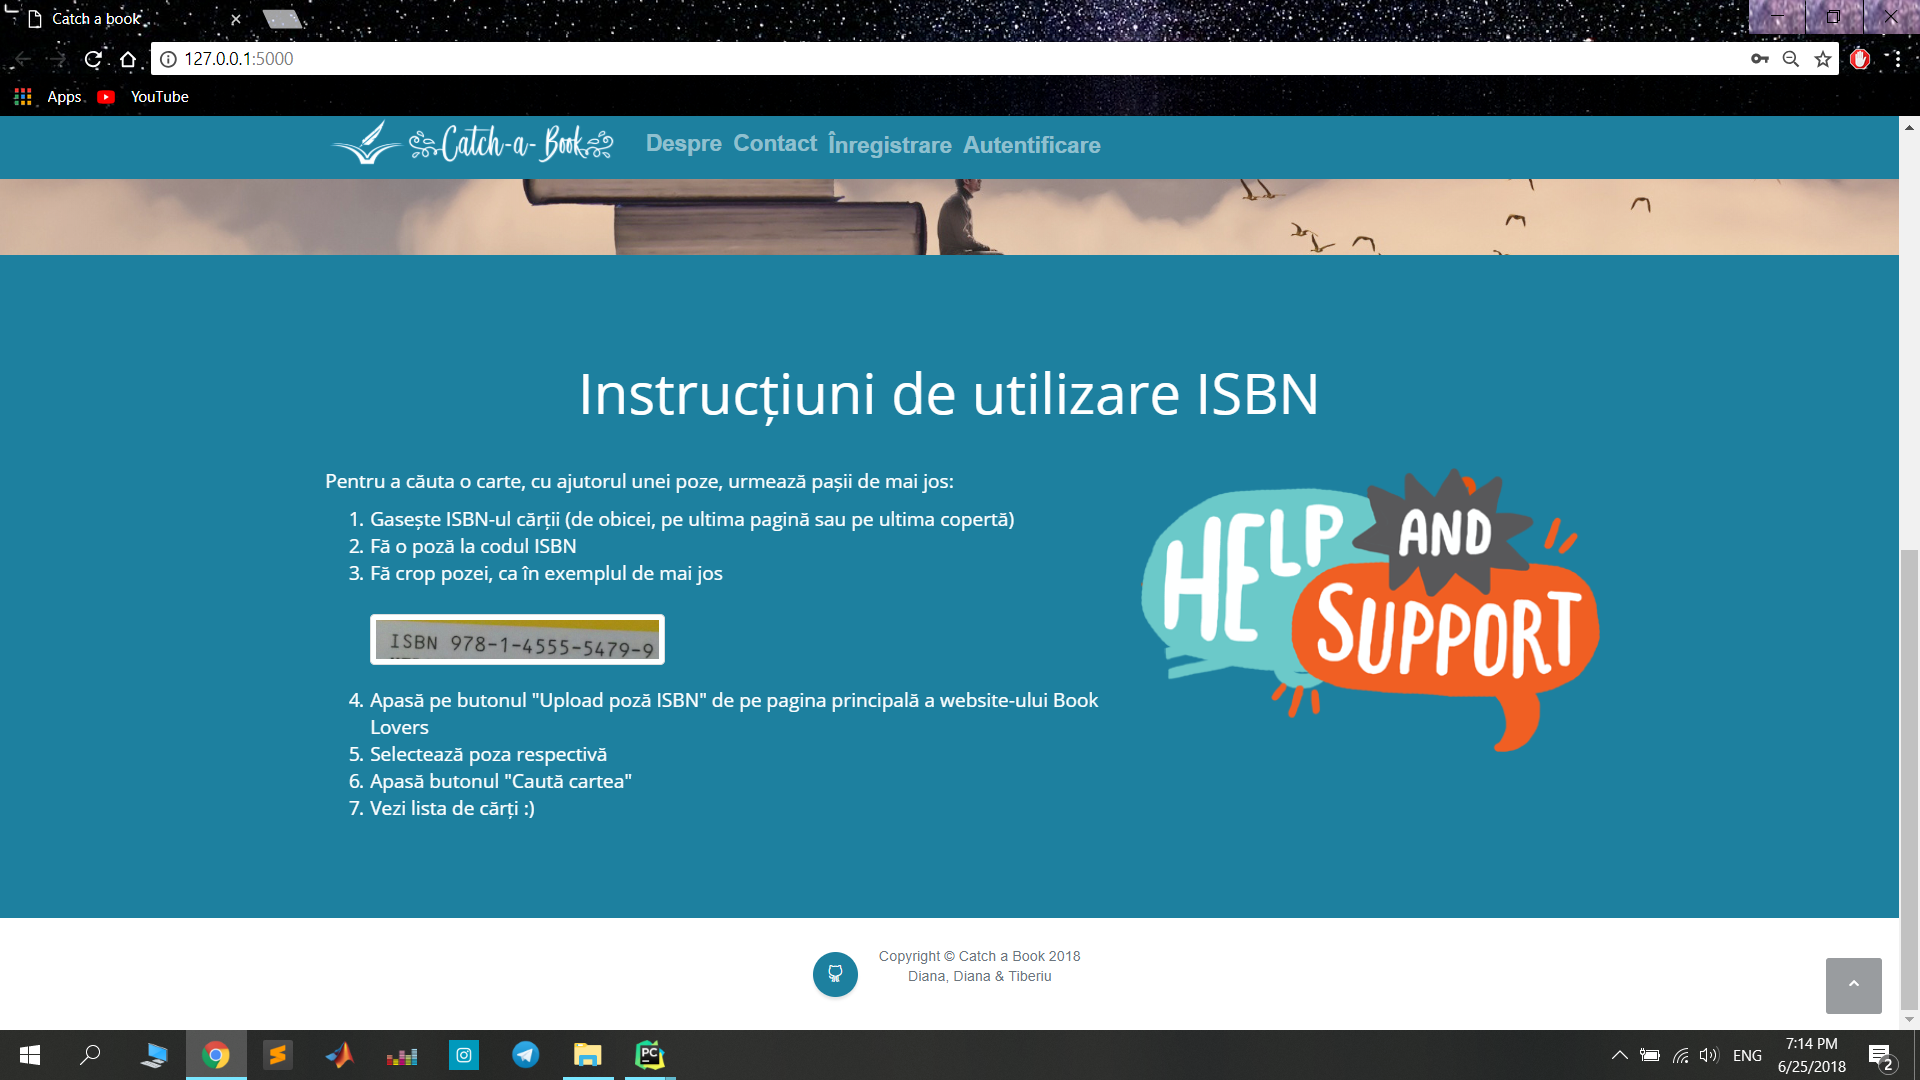 Catch a book
127.0.0.1:5000
Apps YouTube
Catch-a-Book Despre Contact Înregistrare Autentificare
Instrucțiuni de utilizare ISBN
Pentru a căuta o carte, cu ajutorul unei poze, urmează pașii de mai jos:
1. Gasește ISBN-ul cărții (de obicei, pe ultima pagină sau pe ultima copertă)
2. Fă o poză la codul ISBN
3. Fă crop pozei, ca în exemplul de mai jos
ISBN 978-1-4555-5479-9
4. Apasă pe butonul "Upload poză ISBN" de pe pagina principală a website-ului Book
Lovers
5. Selectează poza respectivă
6. Apasă butonul "Caută cartea"
7. Vezi lista de cărți :)
HELP
AND
SUPPORT
Copyright © Catch a Book 2018
Diana, Diana & Tiberiu
PC
ENG
7:14 PM
6/25/2018
2